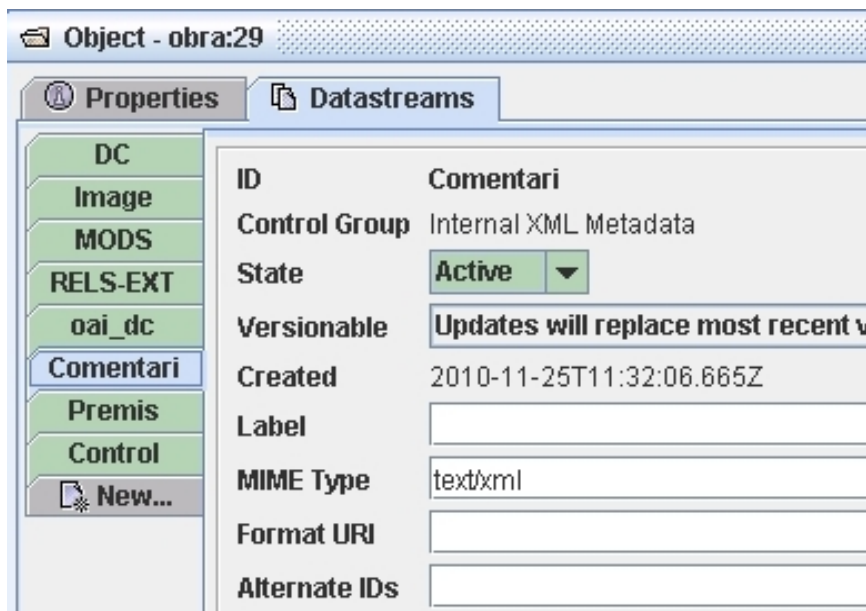 Object - obra:29
Properties
Datastreams
DC
Image
MODS
RELS-EXT
oai_dc
Comentari
Premis
Control
New...
ID Comentari
Control Group Internal XML Metadata
State Active
Versionable Updates will replace most recent
Created 2010-11-25T11:32:06.665Z
Label
MIME Type text/xml
Format URI
Alternate IDs